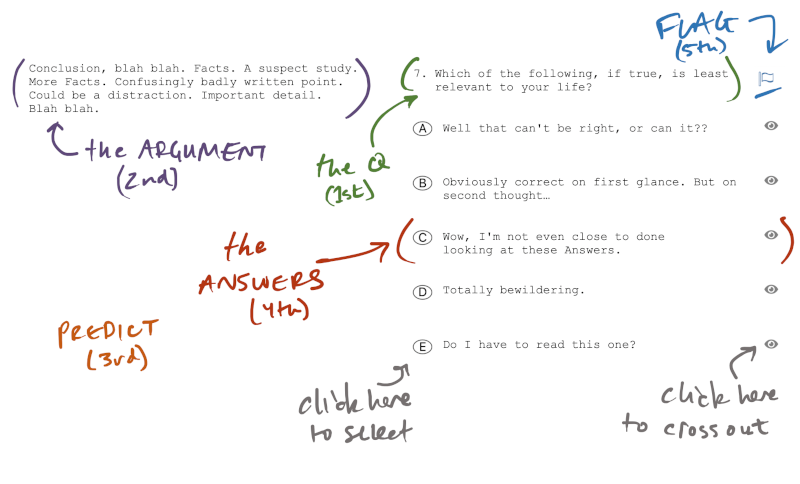 FLAG
(5th)
Conclusion, blah blah. Facts. A suspect study.
More Facts. Confusingly badly written point.
Could be a distraction. Important detail.
Blah blah.
the ARGUMENT
(2nd)
7. Which of the following, if true, is least
relevant to your life?
the Q
(1st)
A Well that can't be right, or can it??
B Obviously correct on first glance. But on
second thought…
C Wow, I'm not even close to done
looking at these Answers.
D Totally bewildering.
E Do I have to read this one?
the
ANSWERS
(4th)
PREDICT
(3rd)
click here
to select
click here
to cross out